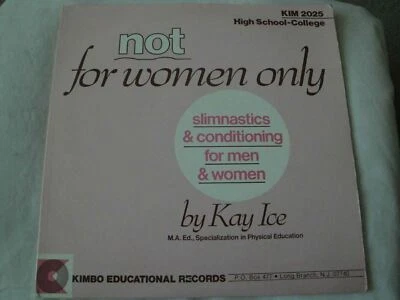 KIM 2025
High School-College
not
for women only
slimnastics
& conditioning
for men
& women
by Kay Ice
M.A. Ed., Specialization in Physical Education
KIMBO EDUCATIONAL RECORDS P.O. Box 477 • Long Branch, N.J. 07740